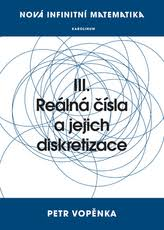 NOVÁ INFINITNÍ MATEMATIKA
KAROLINUM
III.
Reálná čísla
a jejich
diskretizace
PETR VOPĚNKA